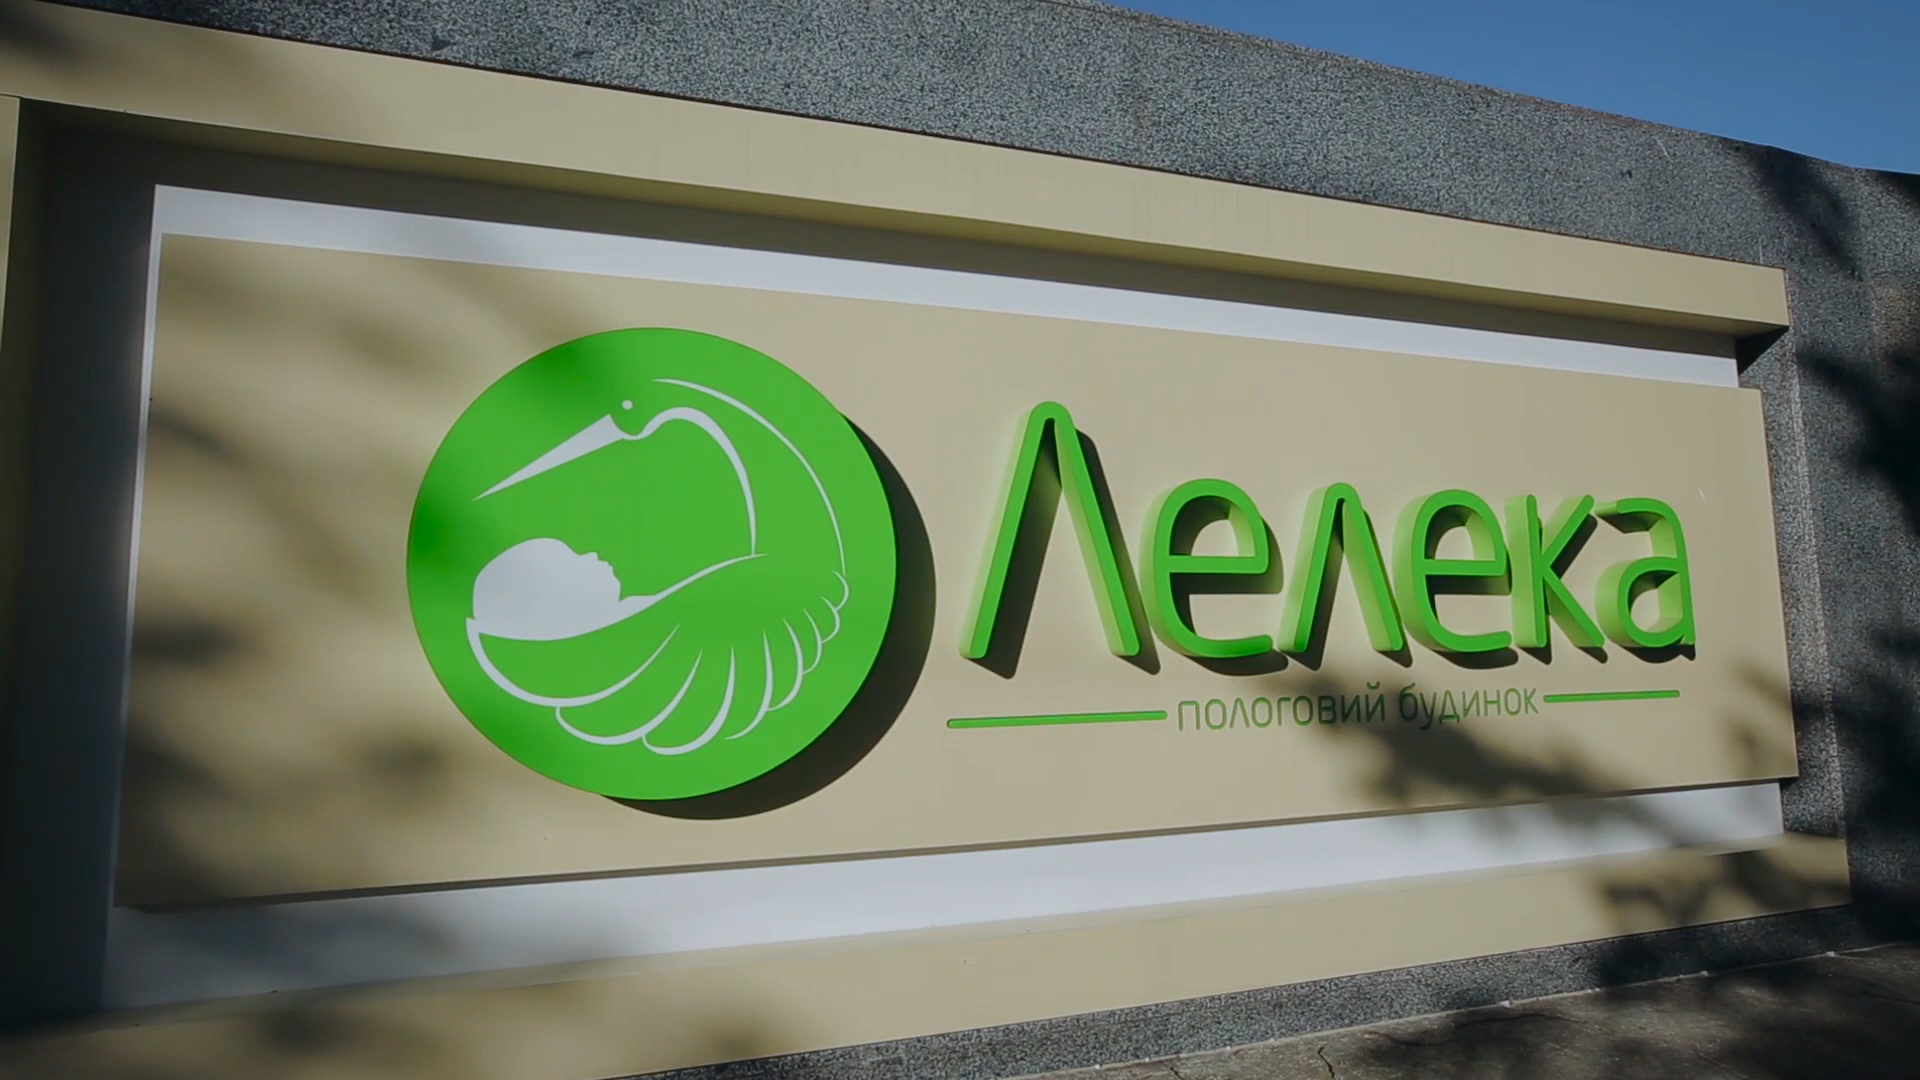 Лелека
пологовий будинок